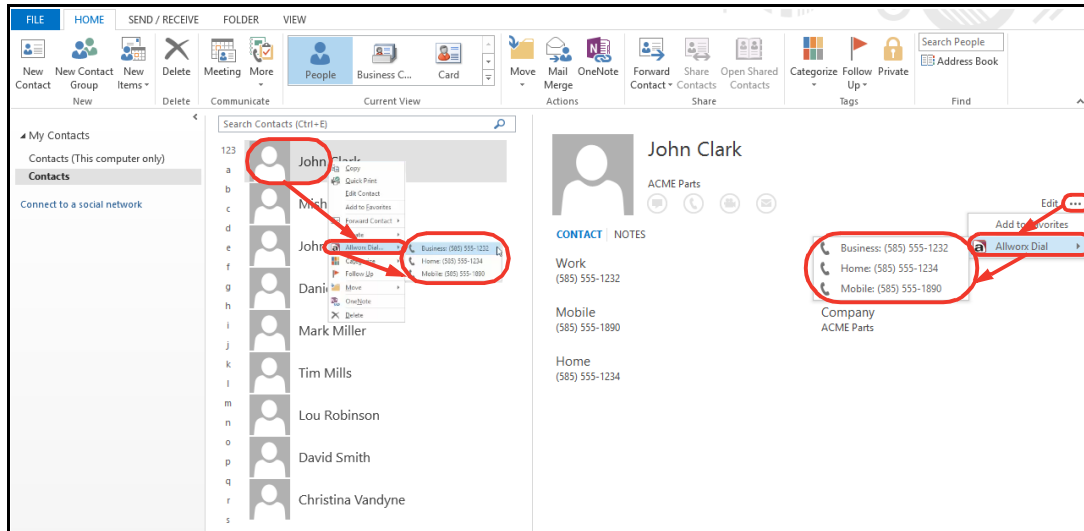 FILE HOME SEND / RECEIVE FOLDER VIEW
New Contact
New Contact Group
New Items
New
Delete
Delete
Meeting
More
Communicate
People
Business C...
Card
Current View
Move
Mail Merge
OneNote
Actions
Forward Contact
Share Contacts
Open Shared Contacts
Share
Categorize
Follow Up
Private
Tags
Search People
Address Book
Find
My Contacts
Contacts (This computer only)
Contacts
Connect to a social network
Search Contacts (Ctrl+E)
123
a
b
c
d
e
f
g
h
i
j
k
l
m
n
o
p
q
r
s
John Clark
Mish
John
Dani
Mark Miller
Tim Mills
Lou Robinson
David Smith
Christina Vandyne
Copy
Quick Print
Edit Contact
Add to Favorites
Forward Contact
Allworx Dial...
Categorize
Follow Up
Move
OneNote
Delete
Business: (585) 555-1232
Home: (585) 555-1234
Mobile: (585) 555-1890
John Clark
ACME Parts
Edit ...
Add to Favorites
Allworx Dial
Business: (585) 555-1232
Home: (585) 555-1234
Mobile: (585) 555-1890
CONTACT NOTES
Work
(585) 555-1232
Mobile
(585) 555-1890
Home
(585) 555-1234
Company
ACME Parts